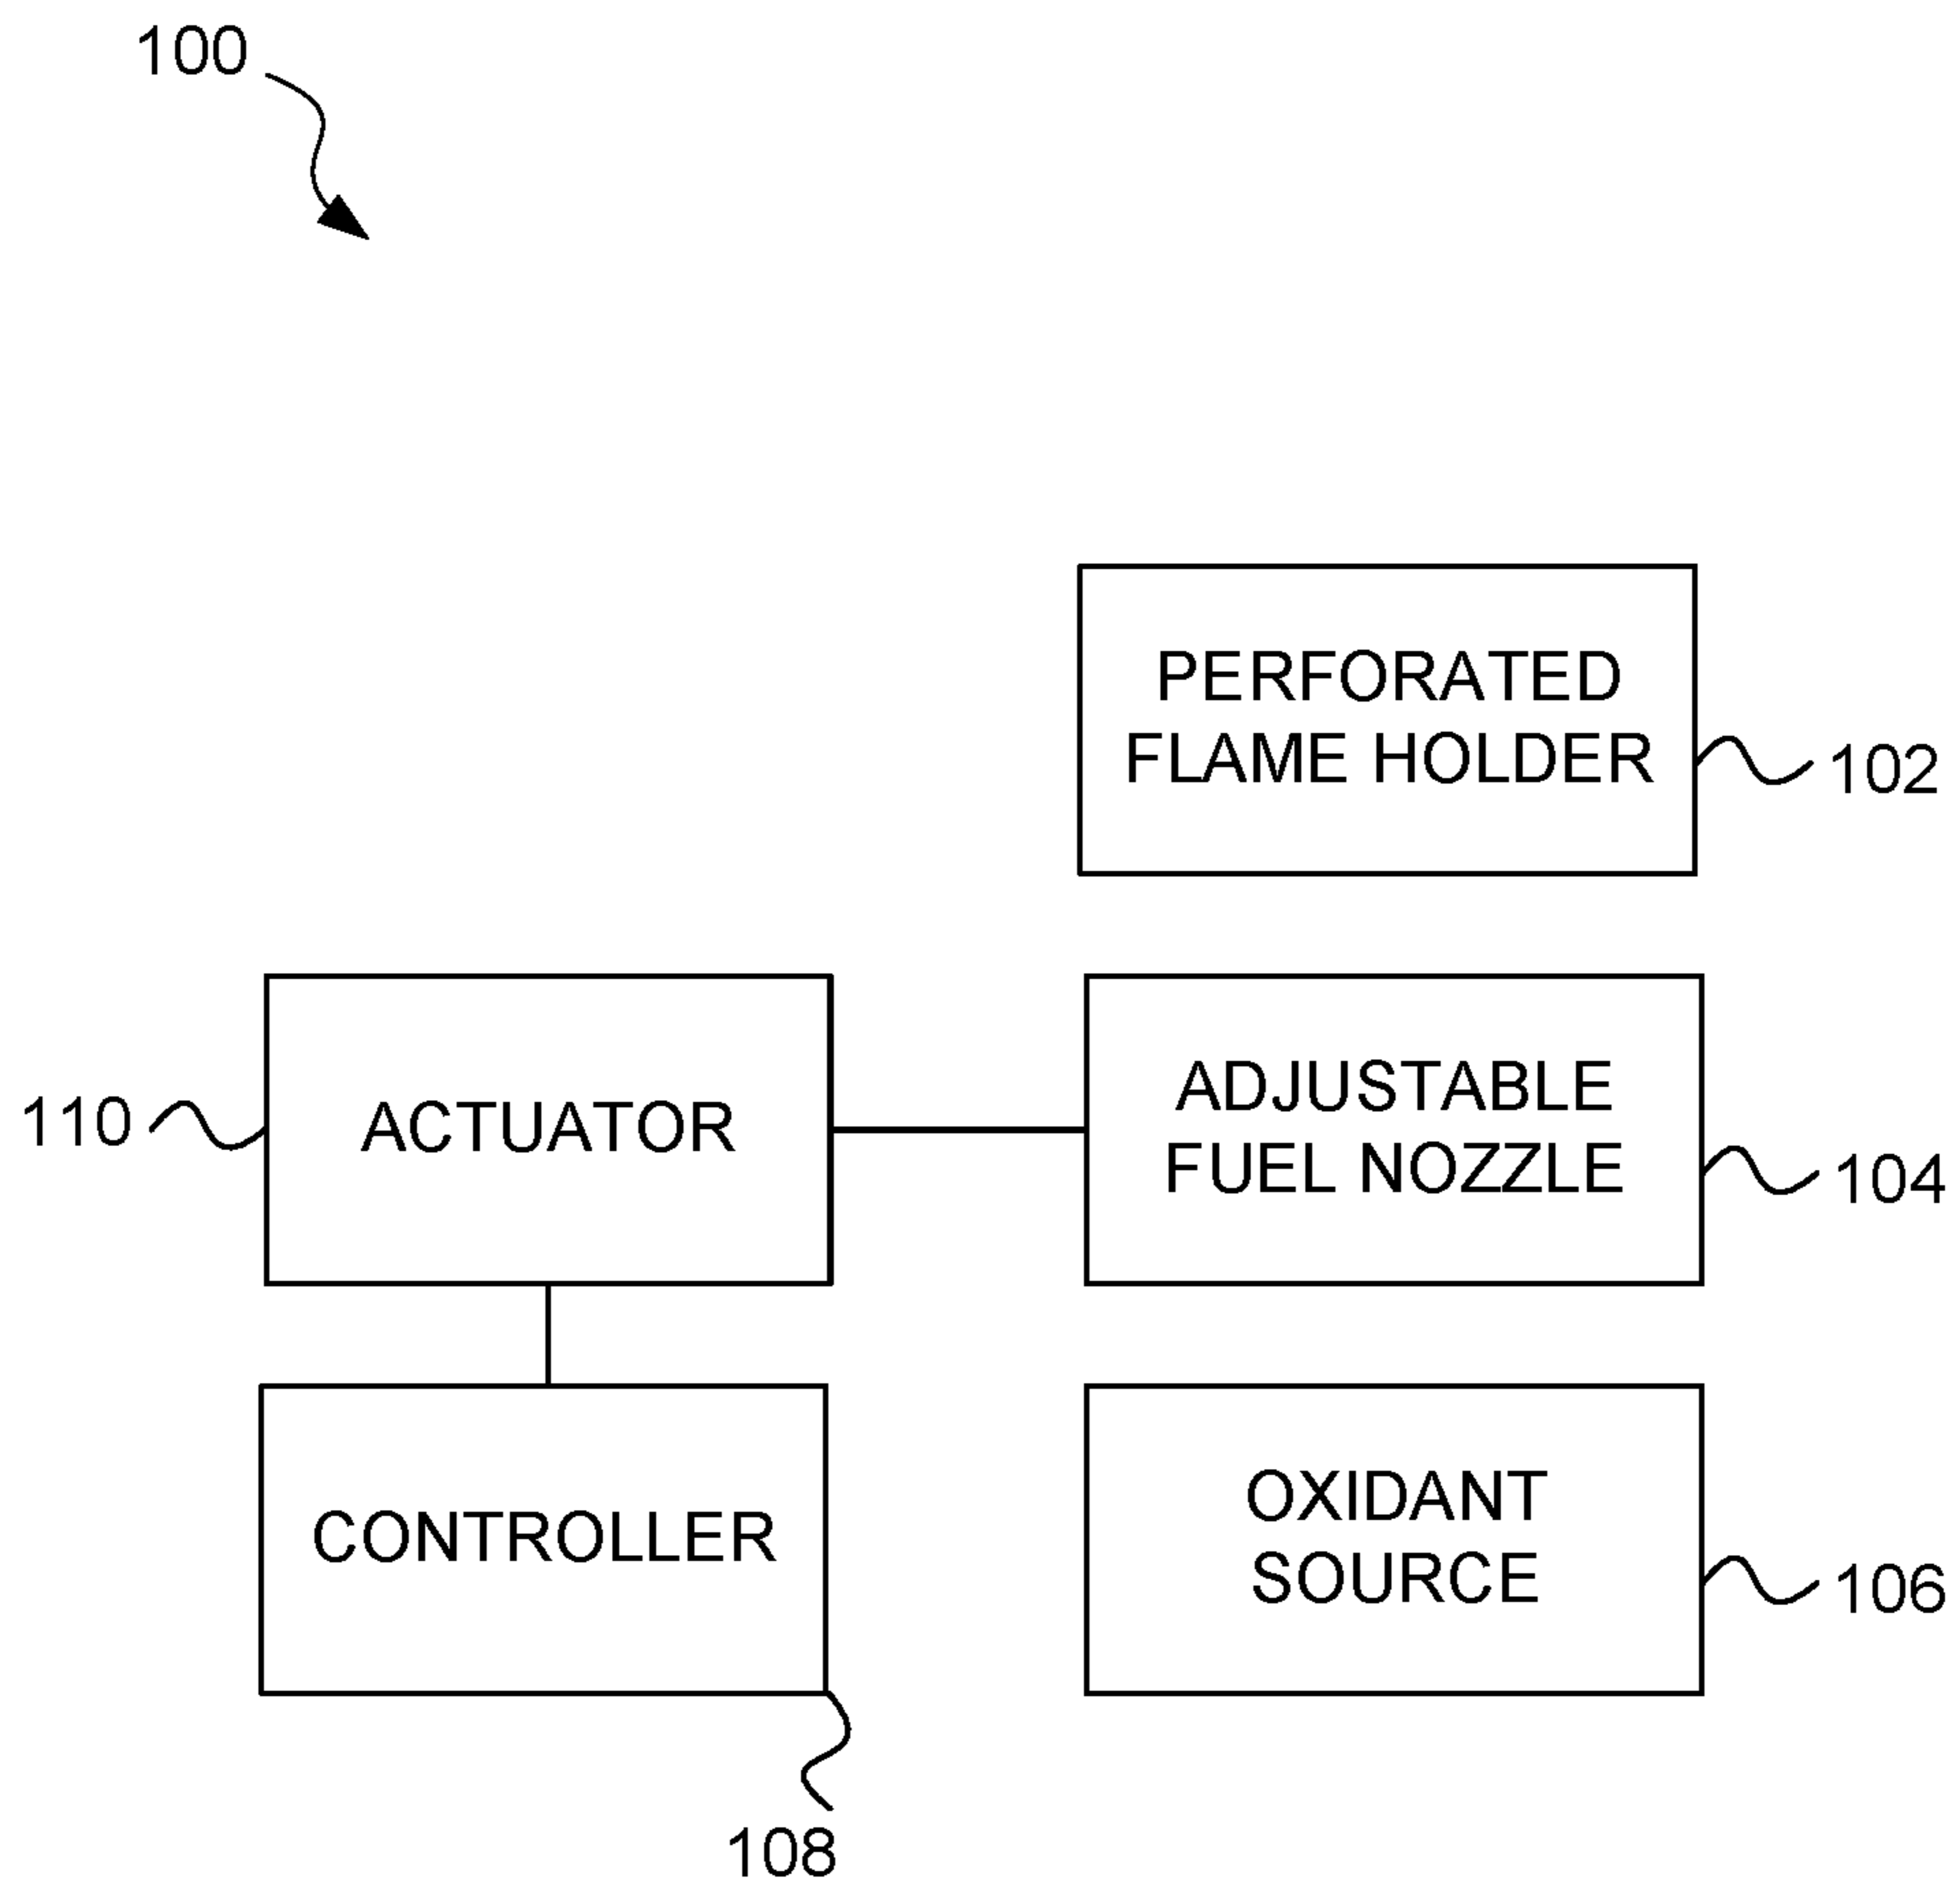 100
PERFORATED
FLAME HOLDER
102
110
ACTUATOR
ADJUSTABLE
FUEL NOZZLE
104
CONTROLLER
OXIDANT
SOURCE
106
108